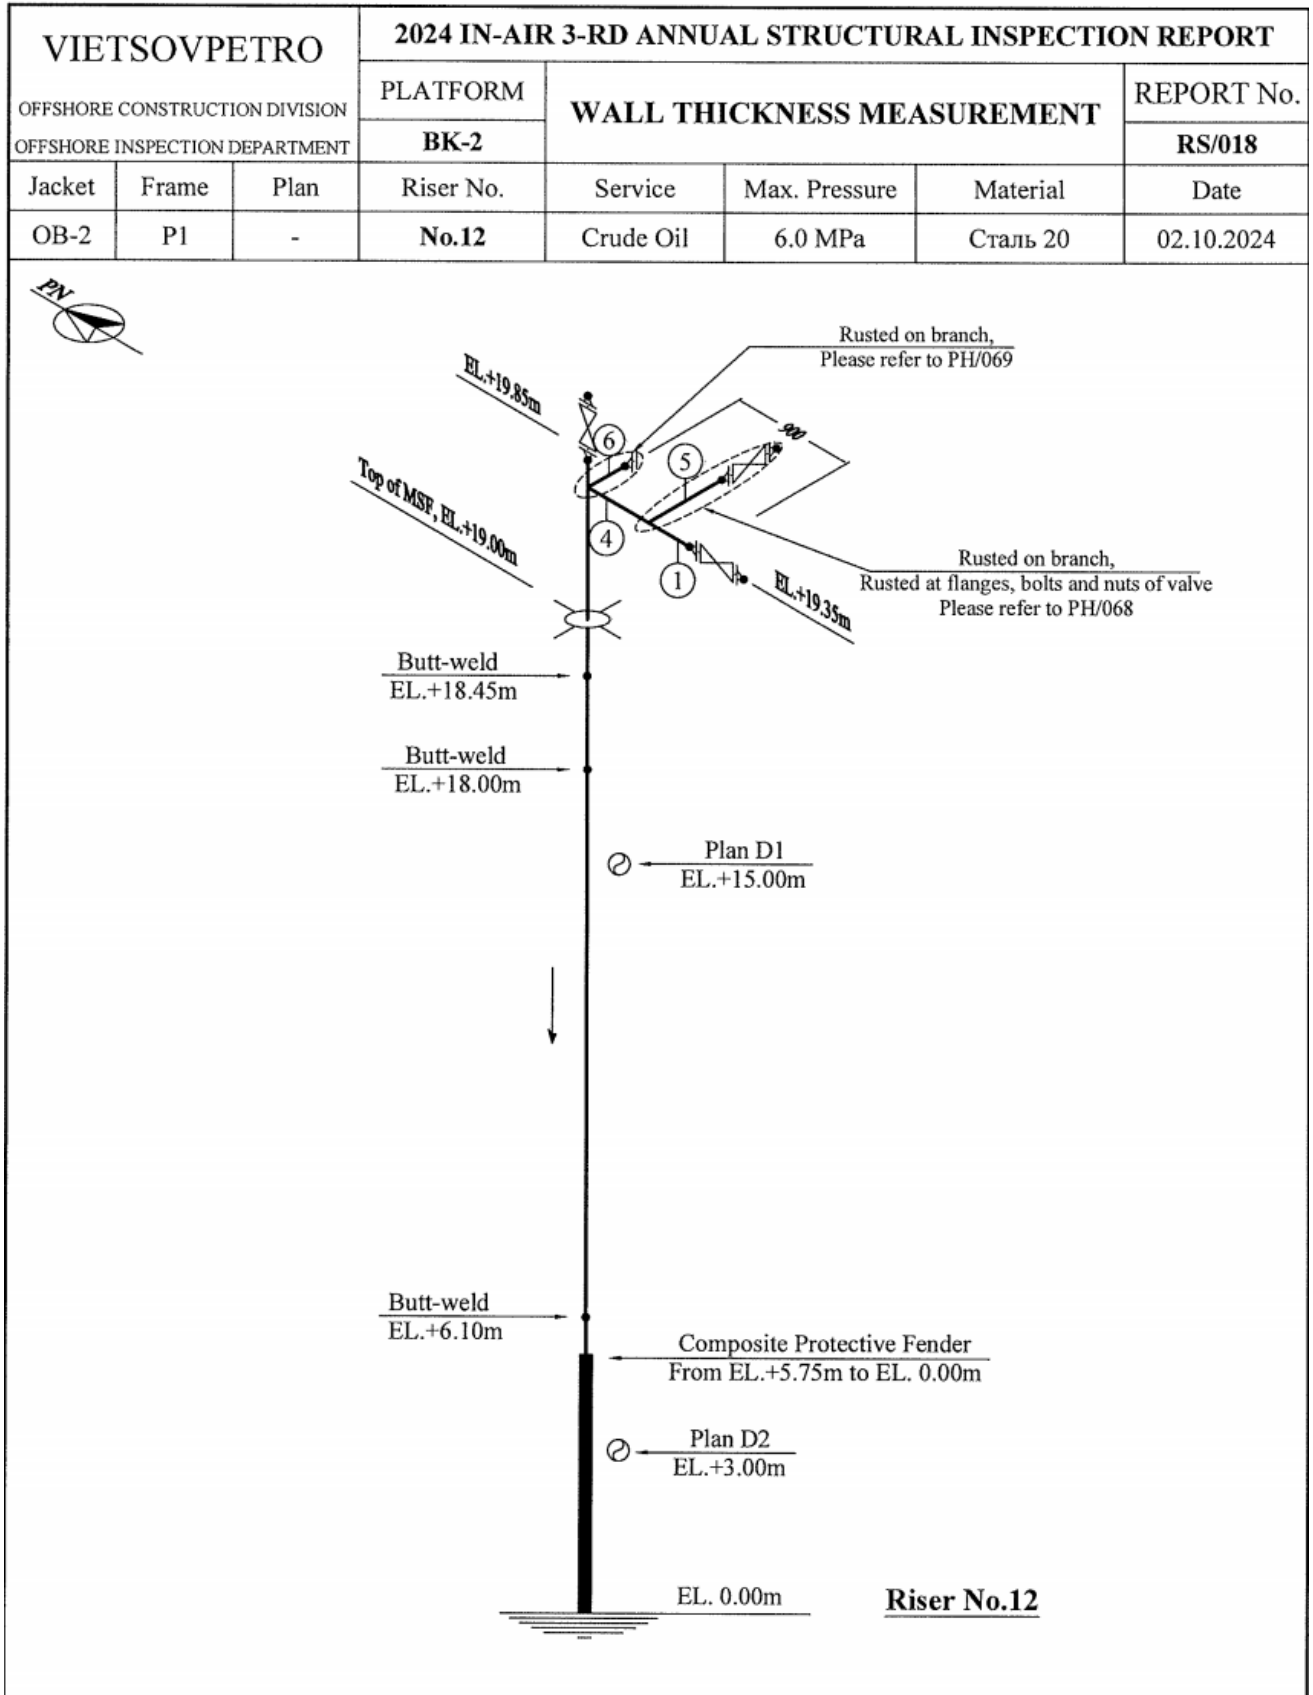 VIETSOVPETRO
OFFSHORE CONSTRUCTION DIVISION
OFFSHORE INSPECTION DEPARTMENT
2024 IN-AIR 3-RD ANNUAL STRUCTURAL INSPECTION REPORT
PLATFORM
BK-2
WALL THICKNESS MEASUREMENT
REPORT No.
RS/018
Jacket Frame Plan Riser No. Service Max. Pressure Material Date
OB-2 P1 - No.12 Crude Oil 6.0 MPa Сталь 20 02.10.2024
PN
Rusted on branch,
Please refer to PH/069
EL.+19.85m
900
6
5
Top of MSF, EL.+19.00m
4
1
Rusted on branch,
Rusted at flanges, bolts and nuts of valve
Please refer to PH/068
EL.+19.35m
Butt-weld
EL.+18.45m
Butt-weld
EL.+18.00m
Plan D1
EL.+15.00m
Butt-weld
EL.+6.10m
Composite Protective Fender
From EL.+5.75m to EL. 0.00m
Plan D2
EL.+3.00m
EL. 0.00m
Riser No.12